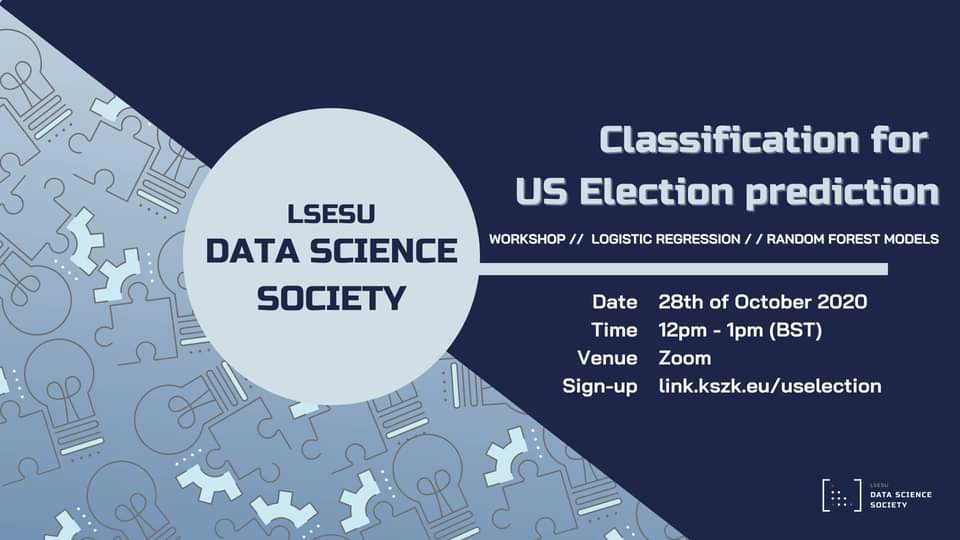 LSESU
DATA SCIENCE
SOCIETY
Classification for
US Election prediction
WORKSHOP // LOGISTIC REGRESSION / / RANDOM FOREST MODELS
Date 28th of October 2020
Time 12pm - 1pm (BST)
Venue Zoom
Sign-up link.kszk.eu/uselection
LSESU
DATA SCIENCE
SOCIETY